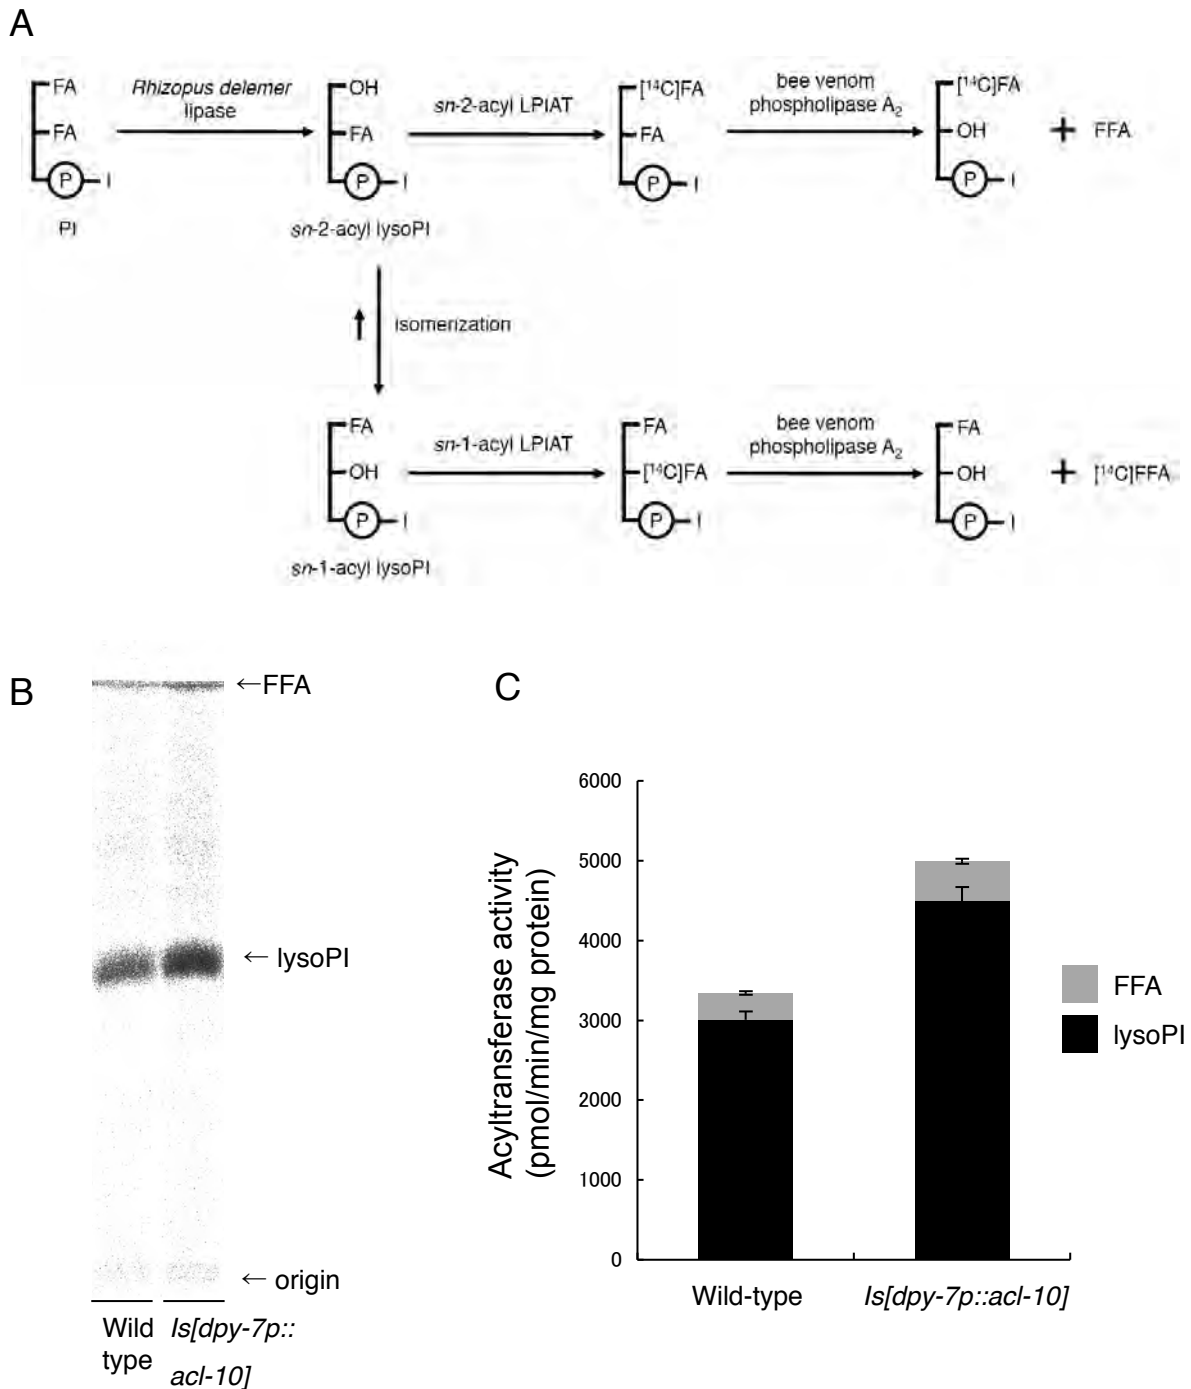 A
FA
FA
P I
PI
Rhizopus delemer
lipase
OH
FA
P I
sn-2-acyl lysoPI
sn-2-acyl LPIAT
[¹⁴C]FA
FA
P I
bee venom
phospholipase A₂
[¹⁴C]FA
OH
P I
+ FFA
isomerization
FA
OH
P I
sn-1-acyl lysoPI
sn-1-acyl LPIAT
FA
[¹⁴C]FA
P I
bee venom
phospholipase A₂
FA
OH
P I
+ [¹⁴C]FFA
B
←FFA
← lysoPI
← origin
Wild
type
Is[dpy-7p::
acl-10]
C
Acyltransferase activity
(pmol/min/mg protein)
6000
5000
4000
3000
2000
1000
0
Wild-type
Is[dpy-7p::acl-10]
FFA
lysoPI